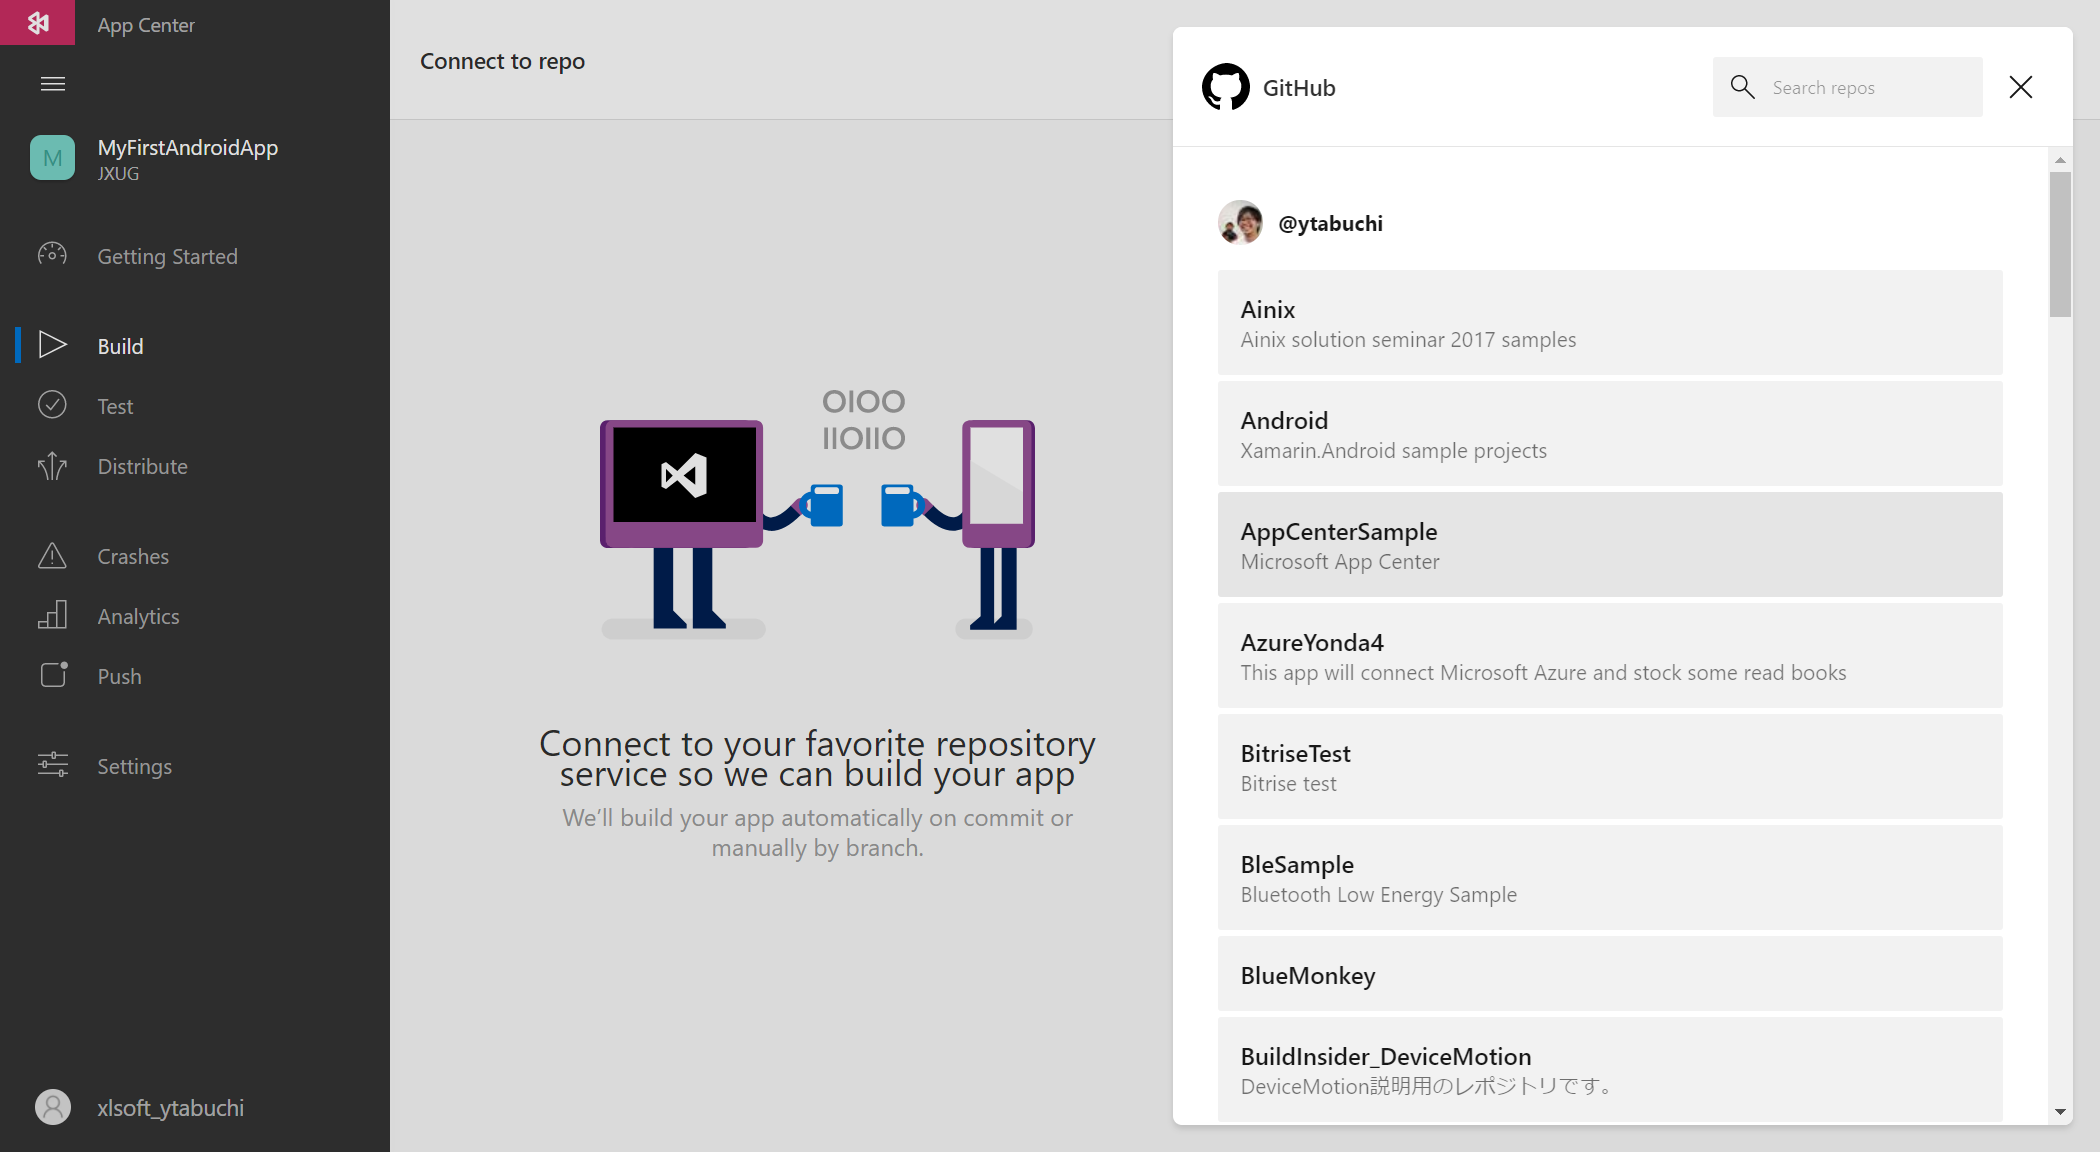 App Center
MyFirstAndroidApp
JXUG
Getting Started
Build
Test
Distribute
Crashes
Analytics
Push
Settings
xlsoft_ytabuchi
Connect to repo
OIOO
IIOIIO
Connect to your favorite repository
service so we can build your app
We’ll build your app automatically on commit or
manually by branch.
GitHub
Search repos
@ytabuchi
Ainix
Ainix solution seminar 2017 samples
Android
Xamarin.Android sample projects
AppCenterSample
Microsoft App Center
AzureYonda4
This app will connect Microsoft Azure and stock some read books
BitriseTest
Bitrise test
BleSample
Bluetooth Low Energy Sample
BlueMonkey
BuildInsider_DeviceMotion
DeviceMotion説明用のレポジトリです。
M